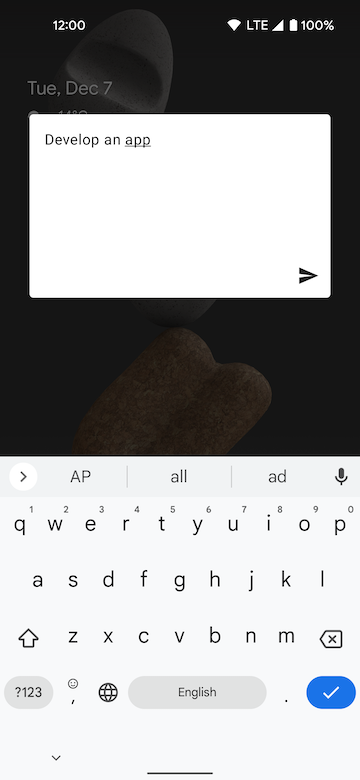 12:00 LTE 100%
Tue, Dec 7
Develop an app
AP all ad
1 2 3 4 5 6 7 8 9 0
q w e r t y u i o p
a s d f g h j k l
z x c v b n m
?123 , English .